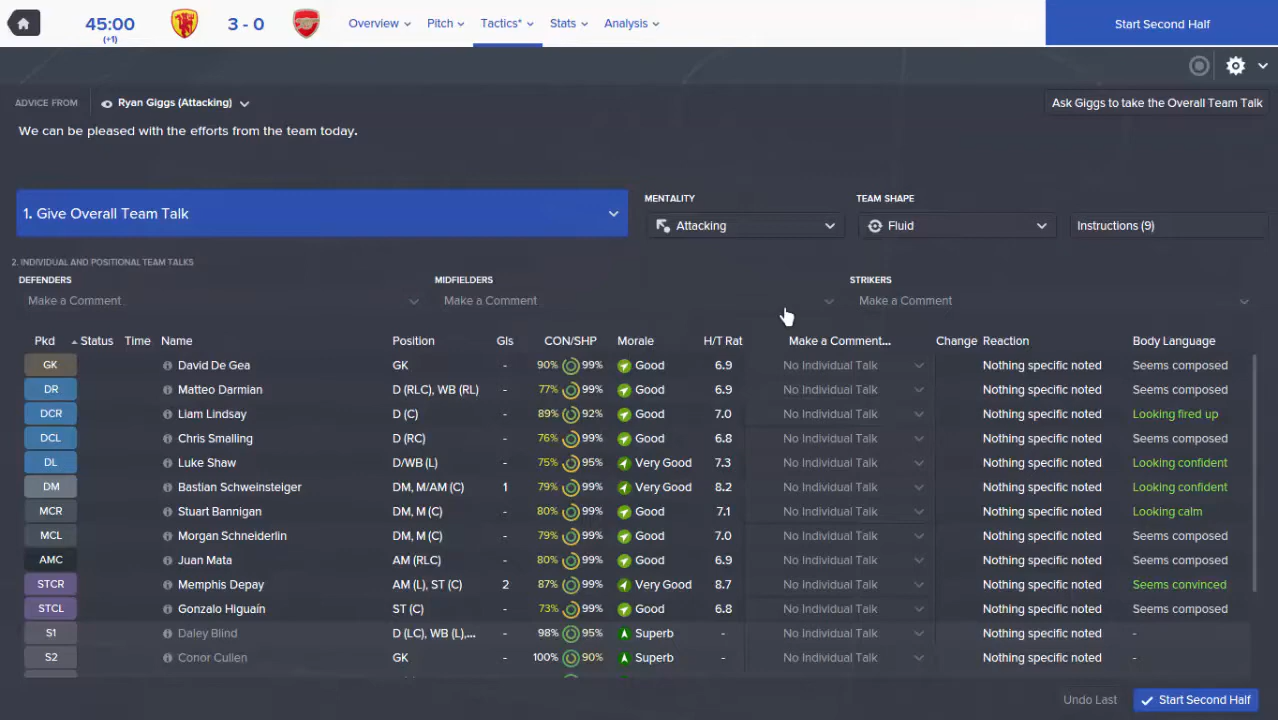 45:00
(+1)
3 - 0
Overview
Pitch
Tactics*
Stats
Analysis
Start Second Half
ADVICE FROM
Ryan Giggs (Attacking)
Ask Giggs to take the Overall Team Talk
We can be pleased with the efforts from the team today.
1. Give Overall Team Talk
MENTALITY
Attacking
TEAM SHAPE
Fluid
Instructions (9)
2. INDIVIDUAL AND POSITIONAL TEAM TALKS
DEFENDERS
Make a Comment
MIDFIELDERS
Make a Comment
STRIKERS
Make a Comment
Pkd Status Time Name Position Gls CON/SHP Morale H/T Rat Make a Comment... Change Reaction Body Language
GK David De Gea GK - 90% 99% Good 6.9 No Individual Talk Nothing specific noted Seems composed
DR Matteo Darmian D (RLC), WB (RL) - 77% 99% Good 6.9 No Individual Talk Nothing specific noted Seems composed
DCR Liam Lindsay D (C) - 89% 92% Good 7.0 No Individual Talk Nothing specific noted Looking fired up
DCL Chris Smalling D (RC) - 76% 99% Good 6.8 No Individual Talk Nothing specific noted Seems composed
DL Luke Shaw D/WB (L) - 75% 95% Very Good 7.3 No Individual Talk Nothing specific noted Looking confident
DM Bastian Schweinsteiger DM, M/AM (C) 1 79% 99% Very Good 8.2 No Individual Talk Nothing specific noted Looking confident
MCR Stuart Bannigan DM, M (C) - 80% 99% Good 7.1 No Individual Talk Nothing specific noted Looking calm
MCL Morgan Schneiderlin DM, M (C) - 79% 99% Good 7.0 No Individual Talk Nothing specific noted Seems composed
AMC Juan Mata AM (RLC) - 80% 99% Good 6.9 No Individual Talk Nothing specific noted Seems composed
STCR Memphis Depay AM (L), ST (C) 2 87% 99% Very Good 8.7 No Individual Talk Nothing specific noted Seems convinced
STCL Gonzalo Higuaín ST (C) - 73% 99% Good 6.8 No Individual Talk Nothing specific noted Seems composed
S1 Daley Blind D (LC), WB (L),... - 98% 95% Superb - No Individual Talk Nothing specific noted -
S2 Conor Cullen GK - 100% 90% Superb - No Individual Talk Nothing specific noted -
Undo Last
Start Second Half